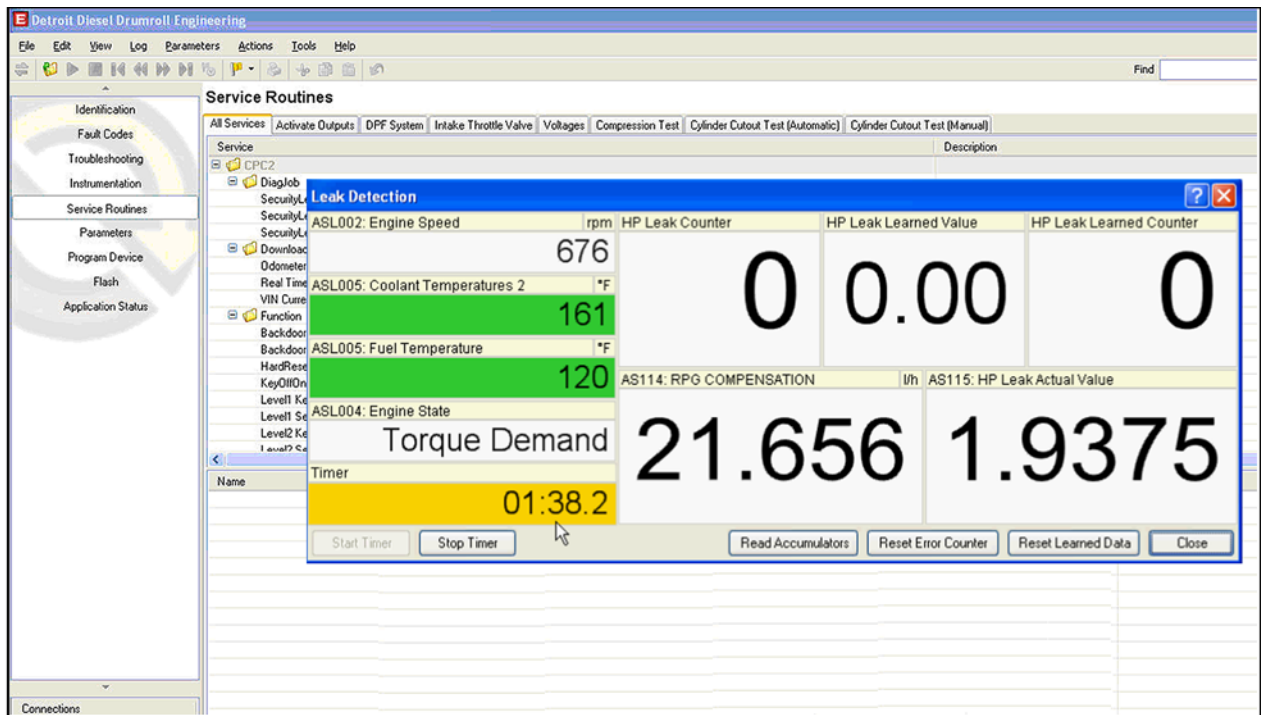 E Detroit Diesel Drumroll Engineering
File Edit View Log Parameters Actions Tools Help
Find
Identification
Fault Codes
Troubleshooting
Instrumentation
Service Routines
Parameters
Program Device
Flash
Application Status
Connections
Service Routines
All Services Activate Outputs DPF System Intake Throttle Valve Voltages Compression Test Cylinder Cutout Test (Automatic) Cylinder Cutout Test (Manual)
Service Description
CPC2
DiagJob
SecurityLe
SecurityLe
SecurityLe
Downloac
Odometer
Real Time
VIN Curre
Function
Backdoor
Backdoor
HardRese
KeyOffOn
Level1 Ke
Level1 Se
Level2 Ke
Level2 Se
Name
Leak Detection
ASL002: Engine Speed rpm
676
ASL005: Coolant Temperatures 2 °F
161
ASL005: Fuel Temperature °F
120
ASL004: Engine State
Torque Demand
Timer
01:38.2
HP Leak Counter HP Leak Learned Value HP Leak Learned Counter
0 0.00 0
AS114: RPG COMPENSATION l/h AS115: HP Leak Actual Value
21.656 1.9375
Start Timer Stop Timer Read Accumulators Reset Error Counter Reset Learned Data Close